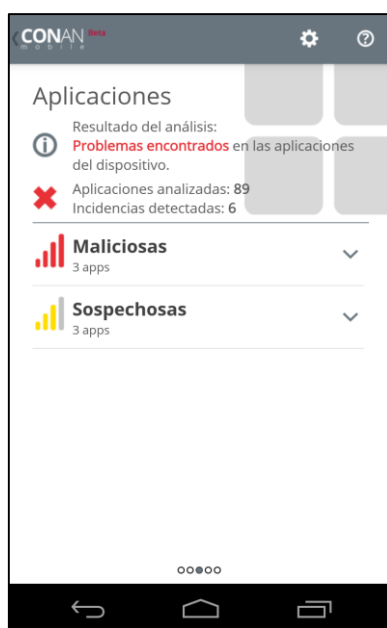 CONAN Beta
mobile
Aplicaciones
Resultado del análisis:
Problemas encontrados en las aplicaciones
del dispositivo.
Aplicaciones analizadas: 89
Incidencias detectadas: 6
Maliciosas
3 apps
Sospechosas
3 apps